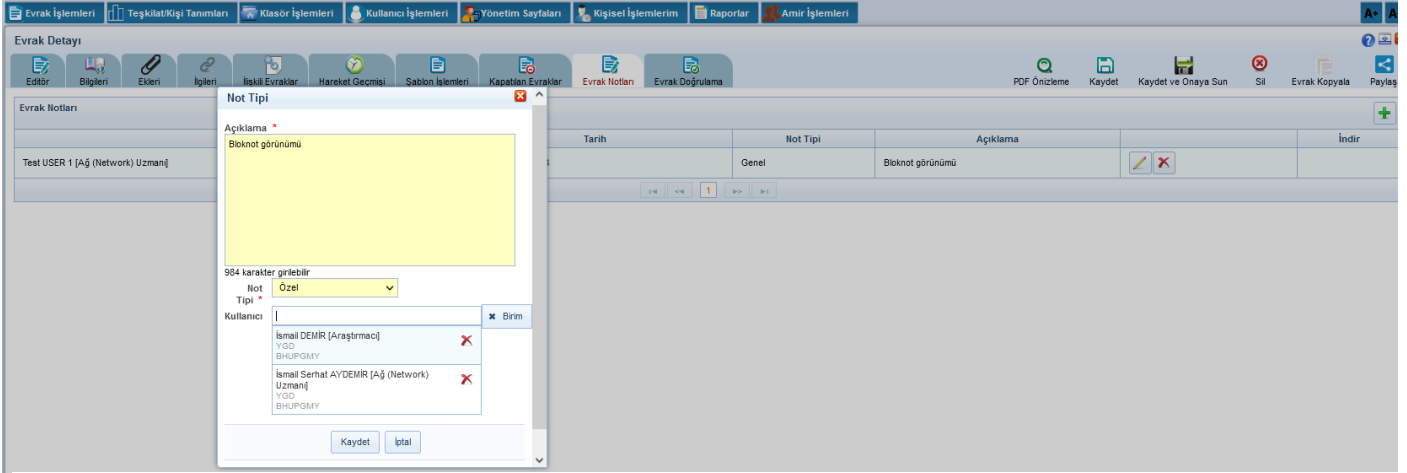 Evrak İşlemleri Teşkilat/Kişi Tanımları Klasör İşlemleri Kullanıcı İşlemleri Yönetim Sayfaları Kişisel İşlemlerim Raporlar Amir İşlemleri A+
Evrak Detayı
Editör Bilgileri Ekleri İlgileri İlişkili Evraklar Hareket Geçmişi Şablon İşlemleri Kapatılan Evraklar Evrak Notları Evrak Doğrulama PDF Önizleme Kaydet Kaydet ve Onaya Sun Sil Evrak Kopyala Paylaş
Evrak Notları
Tarih Not Tipi Açıklama İndir
Test USER 1 [Ağ (Network) Uzmanı] Genel Bloknot görünümü
1
Not Tipi
Açıklama *
Bloknot görünümü
984 karakter girilebilir
Not Tipi * Özel
Kullanıcı Birim
İsmail DEMİR [Araştırmacı]
YGD
BHUPGMY
İsmail Serhat AYDEMİR [Ağ (Network)
Uzmanı]
YGD
BHUPGMY
Kaydet İptal